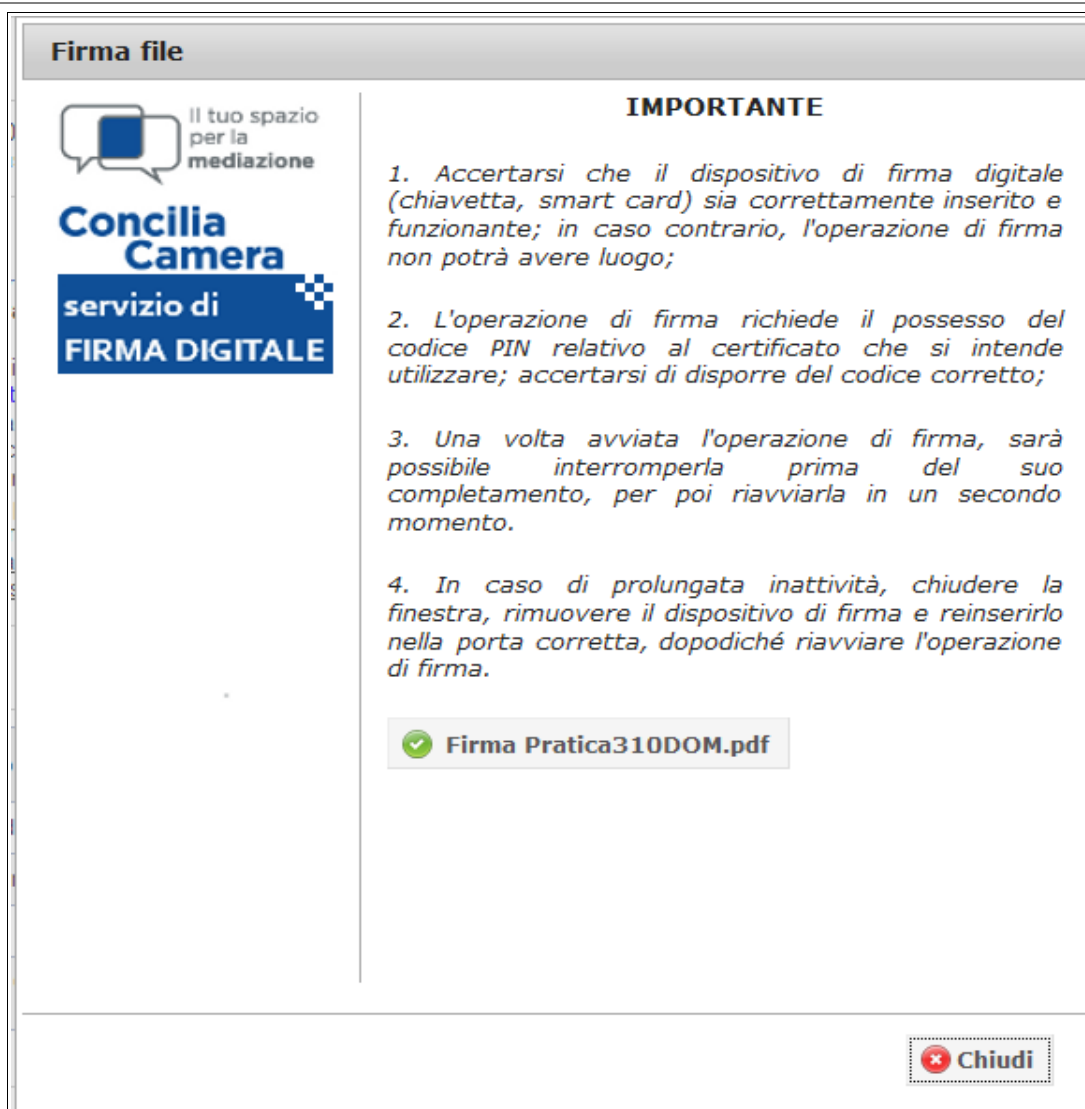 Firma file
Il tuo spazio
per la
mediazione
Concilia
Camera
servizio di
FIRMA DIGITALE
IMPORTANTE
1. Accertarsi che il dispositivo di firma digitale
(chiavetta, smart card) sia correttamente inserito e
funzionante; in caso contrario, l'operazione di firma
non potrà avere luogo;
2. L'operazione di firma richiede il possesso del
codice PIN relativo al certificato che si intende
utilizzare; accertarsi di disporre del codice corretto;
3. Una volta avviata l'operazione di firma, sarà
possibile interromperla prima del suo
completamento, per poi riavviarla in un secondo
momento.
4. In caso di prolungata inattività, chiudere la
finestra, rimuovere il dispositivo di firma e reinserirlo
nella porta corretta, dopodiché riavviare l'operazione
di firma.
Firma Pratica310DOM.pdf
Chiudi